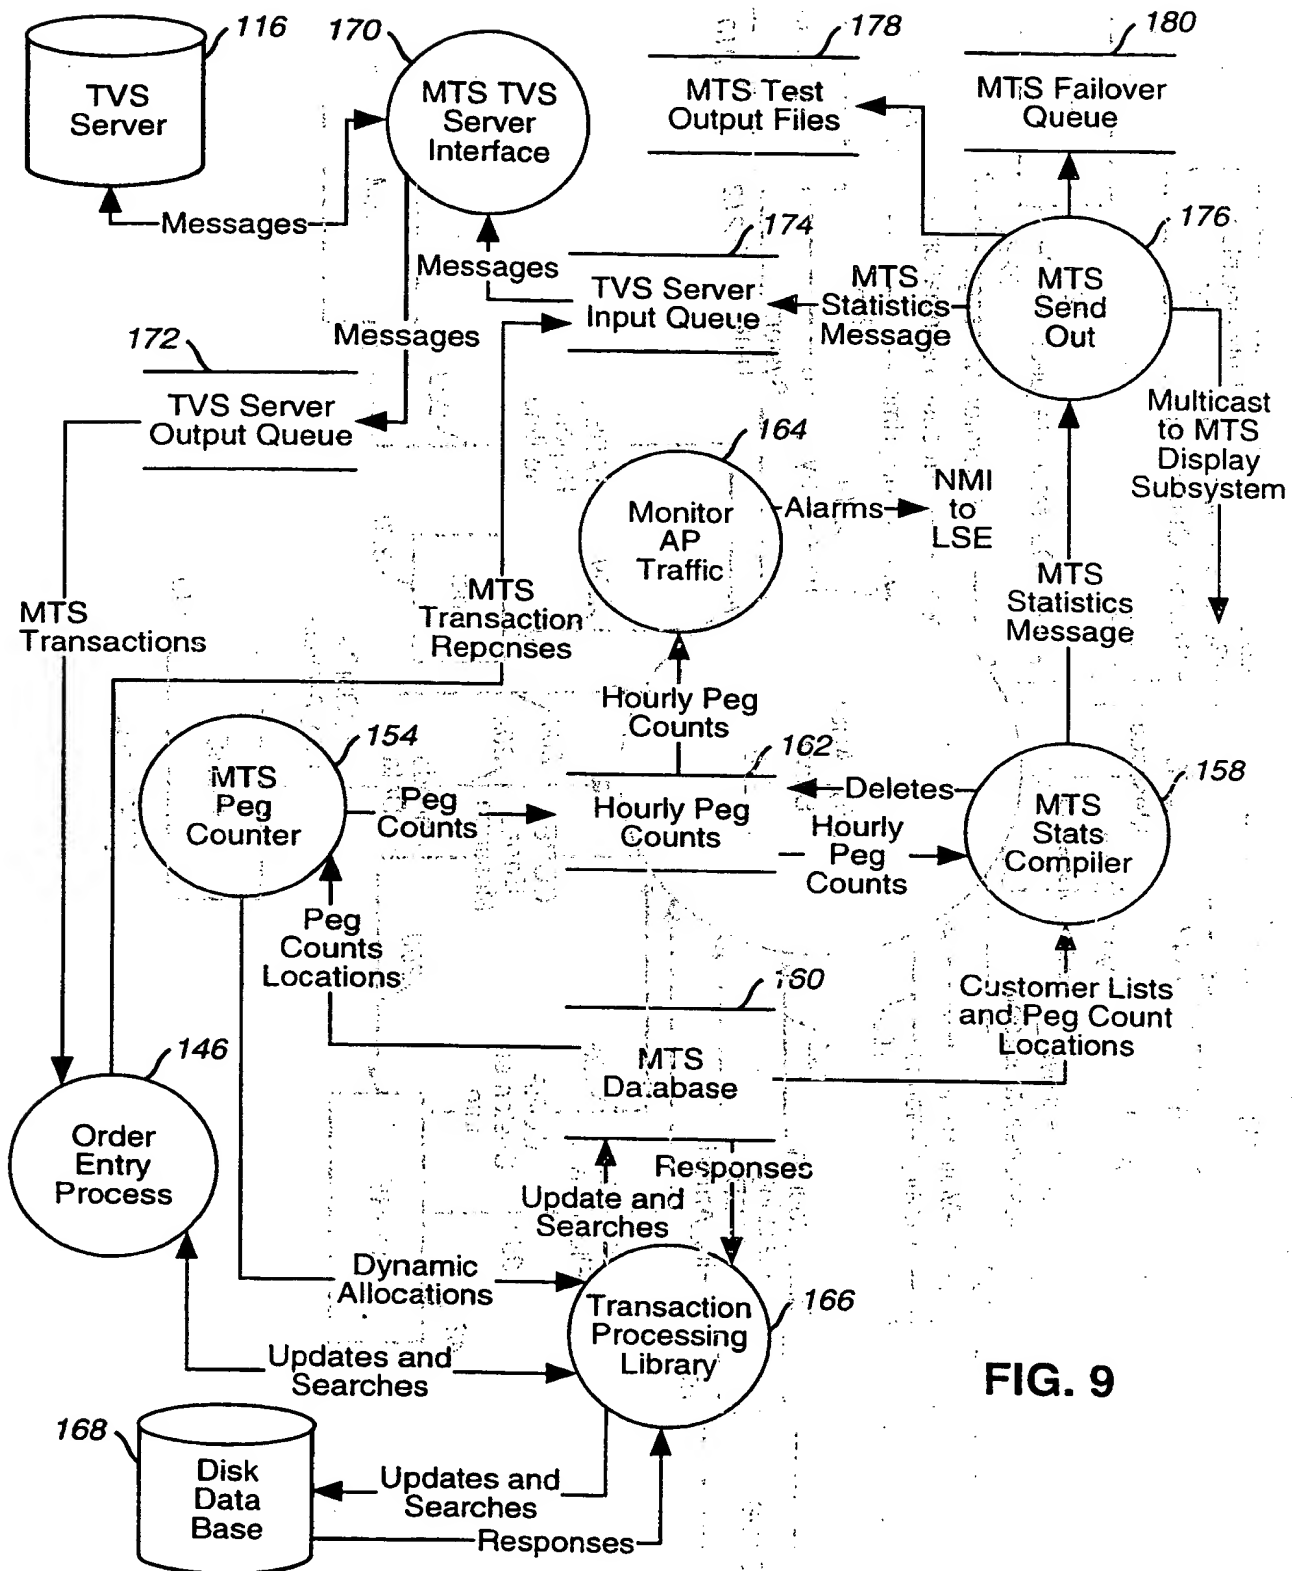 116
170
178
180
TVS
Server
MTS TVS
Server
Interface
MTS Test
Output Files
MTS Failover
Queue
Messages
174
176
Messages
TVS Server
Input Queue
MTS
Statistics
Message
MTS
Send
Out
172
Messages
TVS Server
Output Queue
164
Multicast
to MTS
Display
Subsystem
Monitor
AP
Traffic
Alarms
NMI
to
LSE
MTS
Transactions
MTS
Transaction
Repcnses
MTS
Statistics
Message
Hourly Peg
Counts
154
162
158
MTS
Peg
Counter
Peg
Counts
Hourly Peg
Counts
Deletes
Hourly
Peg
Counts
MTS
Stats
Compiler
Peg
Counts
Locations
160
Customer Lists
and Peg Count
Locations
146
MTS
Database
Order
Entry
Process
Responses
Update and
Searches
Dynamic
Allocations
166
Transaction
Processing
Library
Updates and
Searches
FIG. 9
168
Disk
Data
Base
Updates and
Searches
Responses